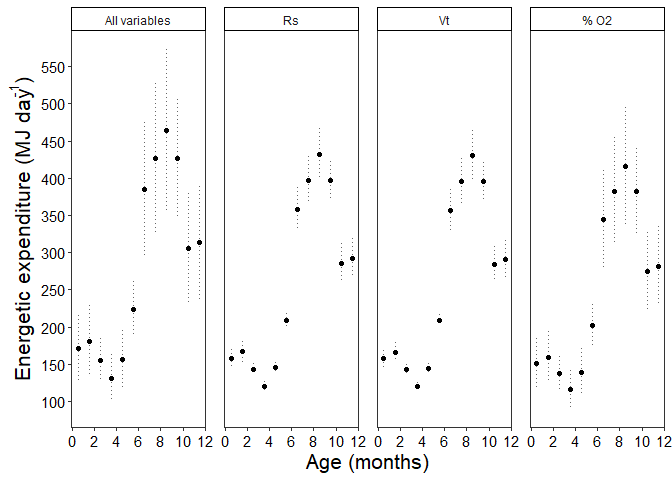 All variables Rs Vt % O2
Energetic expenditure (MJ day⁻¹)
550
500
450
400
350
300
250
200
150
100
0 2 4 6 8 10 12 0 2 4 6 8 10 12 0 2 4 6 8 10 12 0 2 4 6 8 10 12
Age (months)